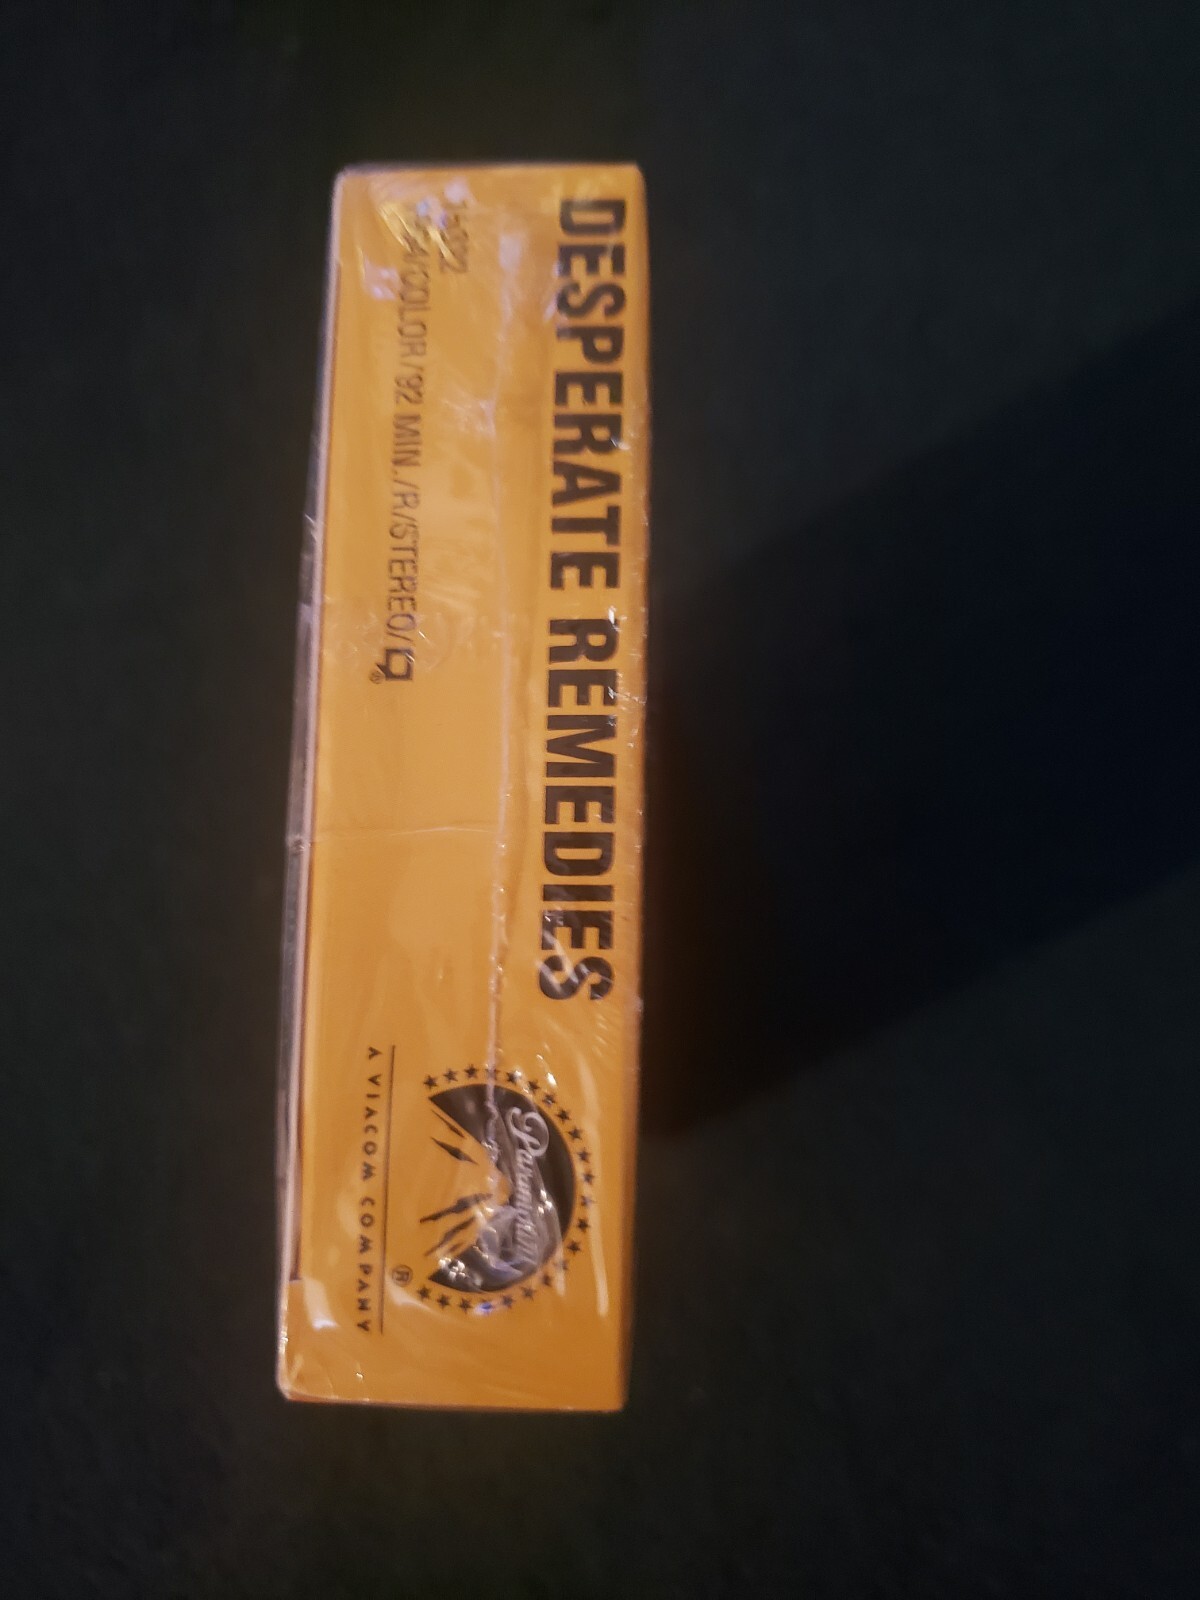 DESPERATE REMEDIES
COLOR/92 MIN./R/STEREO/
®
Paramount
®
A VIACOM COMPANY